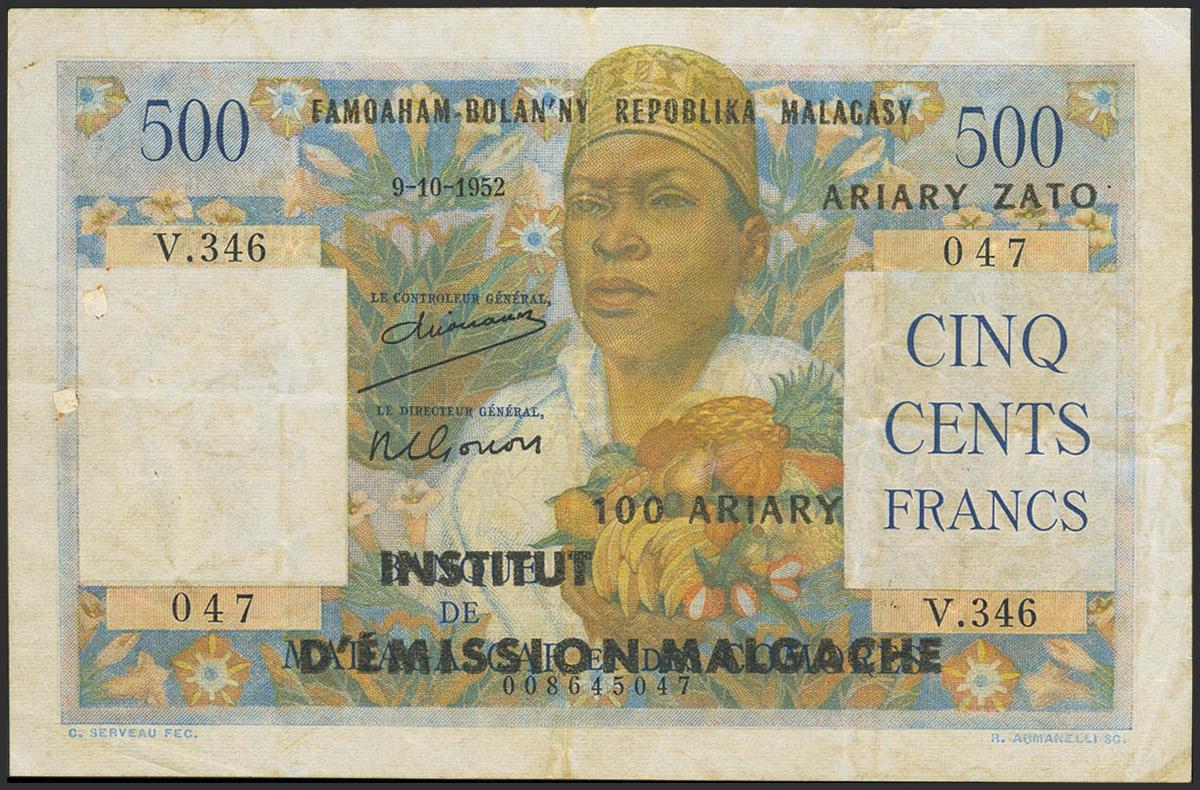 FAMOAHAM-BOLAN'NY REPOBLIKA MALAGASY
500
500
9-10-1952
ARIARY ZATO
V.346
047
LE CONTROLEUR GÉNÉRAL,
CINQ
CENTS
FRANCS
LE DIRECTEUR GÉNÉRAL,
100 ARIARY
INSTITUT
DE
047
V.346
D'ÉMISSION MALGACHE
008645047
C. SERVEAU FEC.
R. ARMANELLI SC.